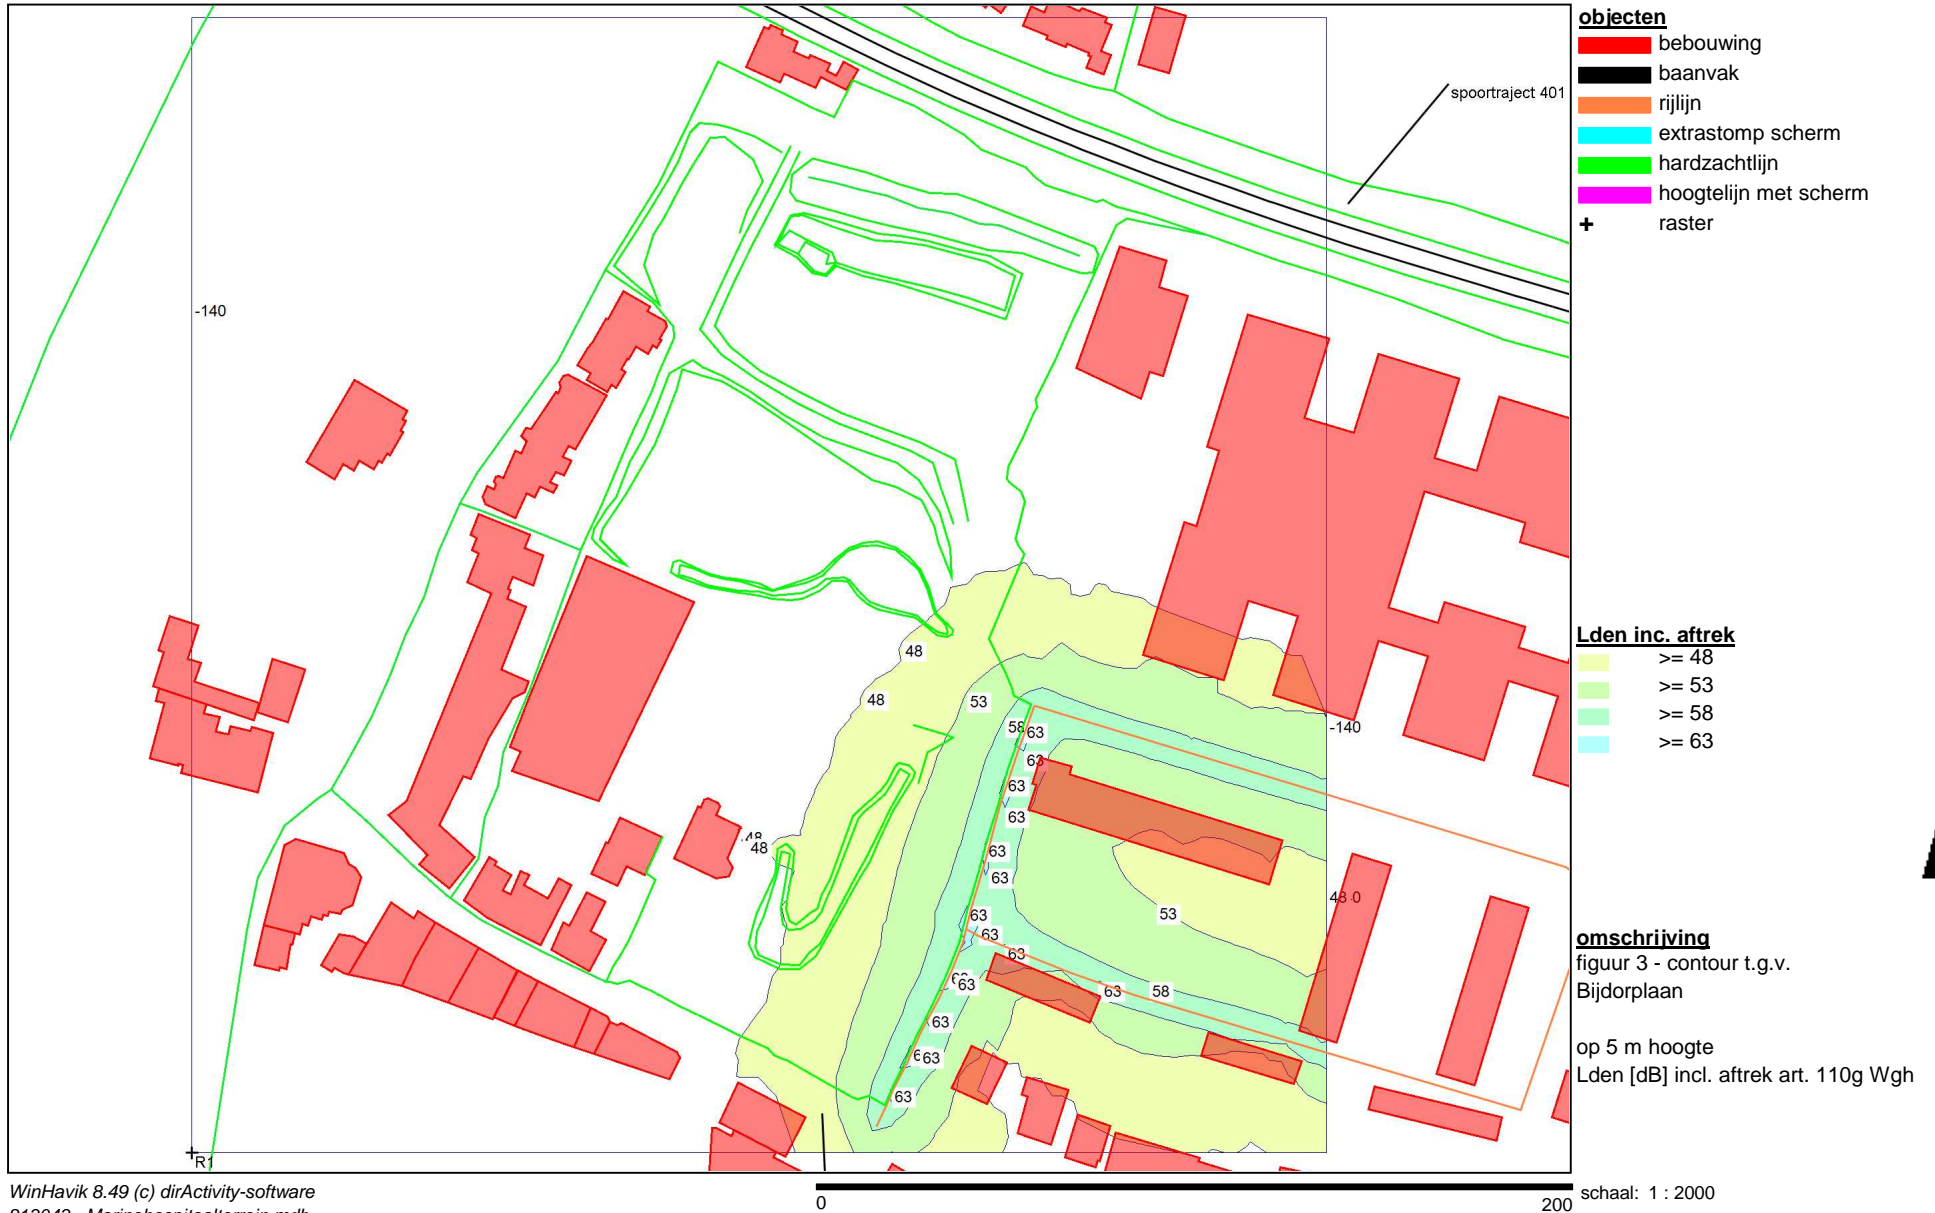 objecten
bebouwing
baanvak
rijlijn
extrastomp scherm
hardzachtlijn
hoogtelijn met scherm
raster
spoortraject 401
-140
48
48
53
58
63
63
63
63
-140
48
48
63
63
53
63
63
63
63
63
58
63
63
63
63
R1
Lden inc. aftrek
>= 48
>= 53
>= 58
>= 63
omschrijving
figuur 3 - contour t.g.v.
Bijdorplaan
op 5 m hoogte
Lden [dB] incl. aftrek art. 110g Wgh
WinHavik 8.49 (c) dirActivity-software
0
200
schaal: 1 : 2000